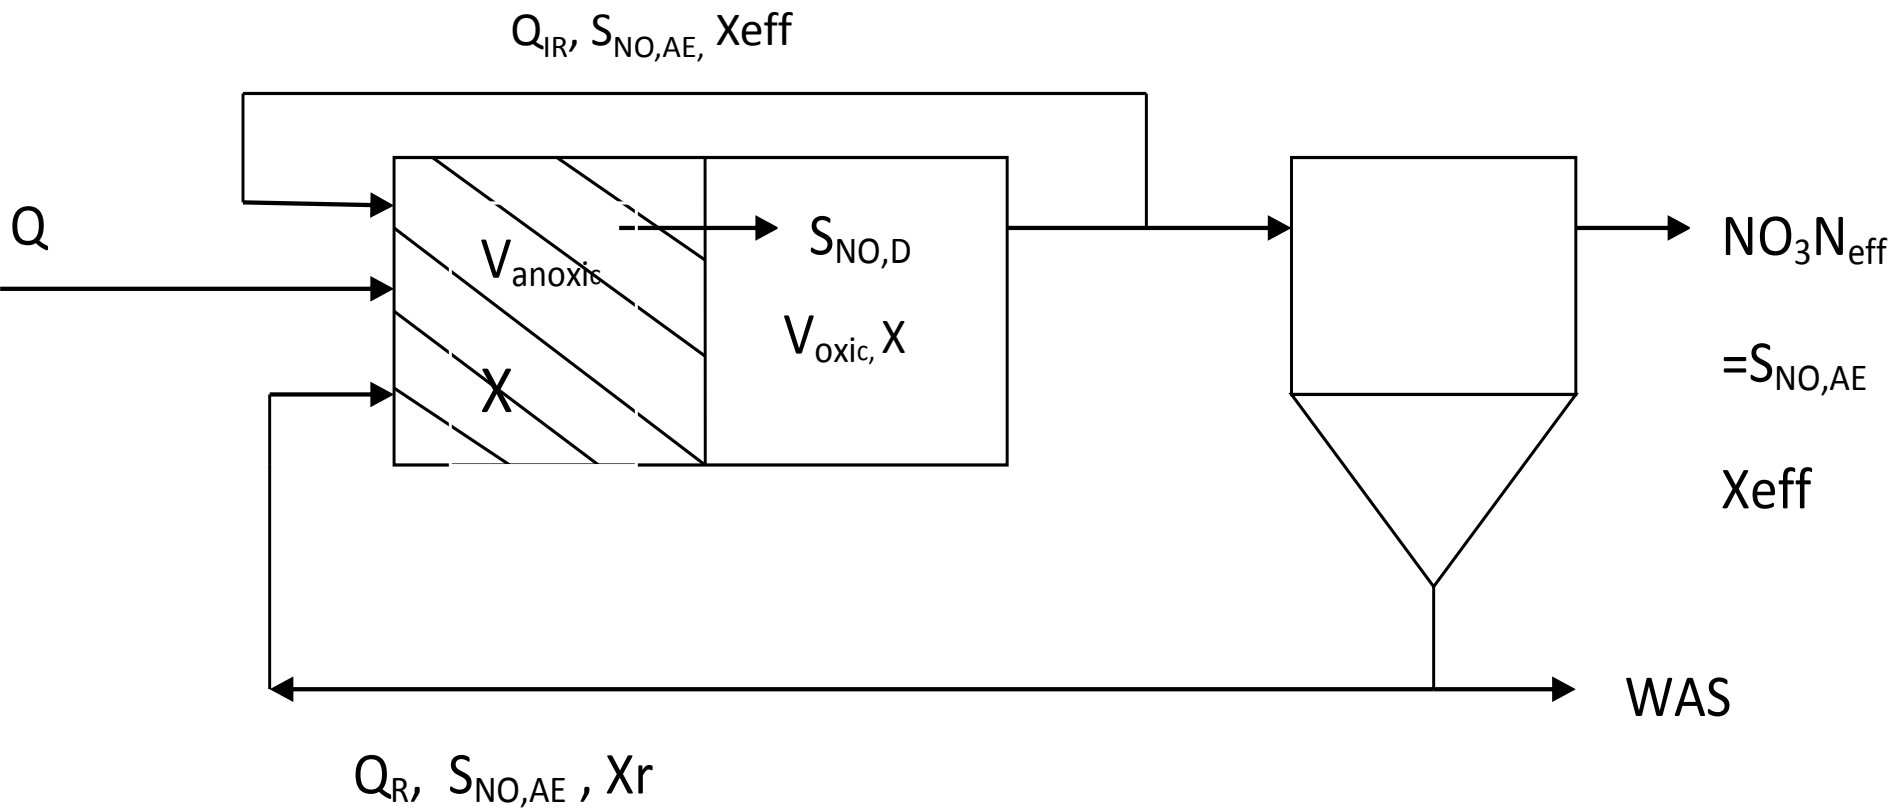 Q_IR, S_NO,AE, Xeff
Q
V_anoxic
X
S_NO,D
V_oxic, X
NO₃N_eff
=S_NO,AE
Xeff
WAS
Q_R, S_NO,AE , Xr